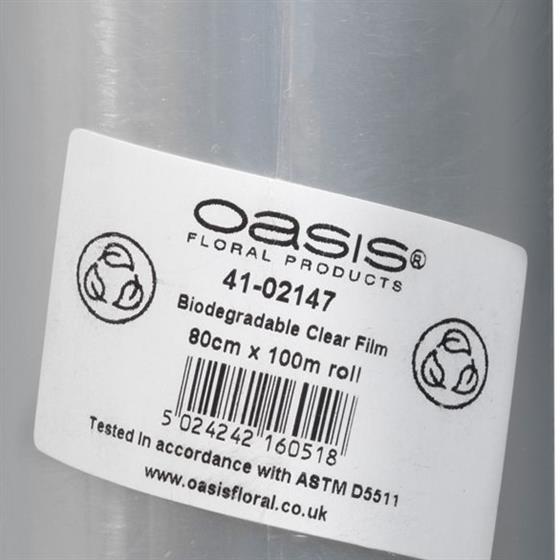 oasis®
FLORAL PRODUCTS
41-02147
Biodegradable Clear Film
80cm x 100m roll
5 024242 160518
Tested in accordance with ASTM D5511
www.oasisfloral.co.uk